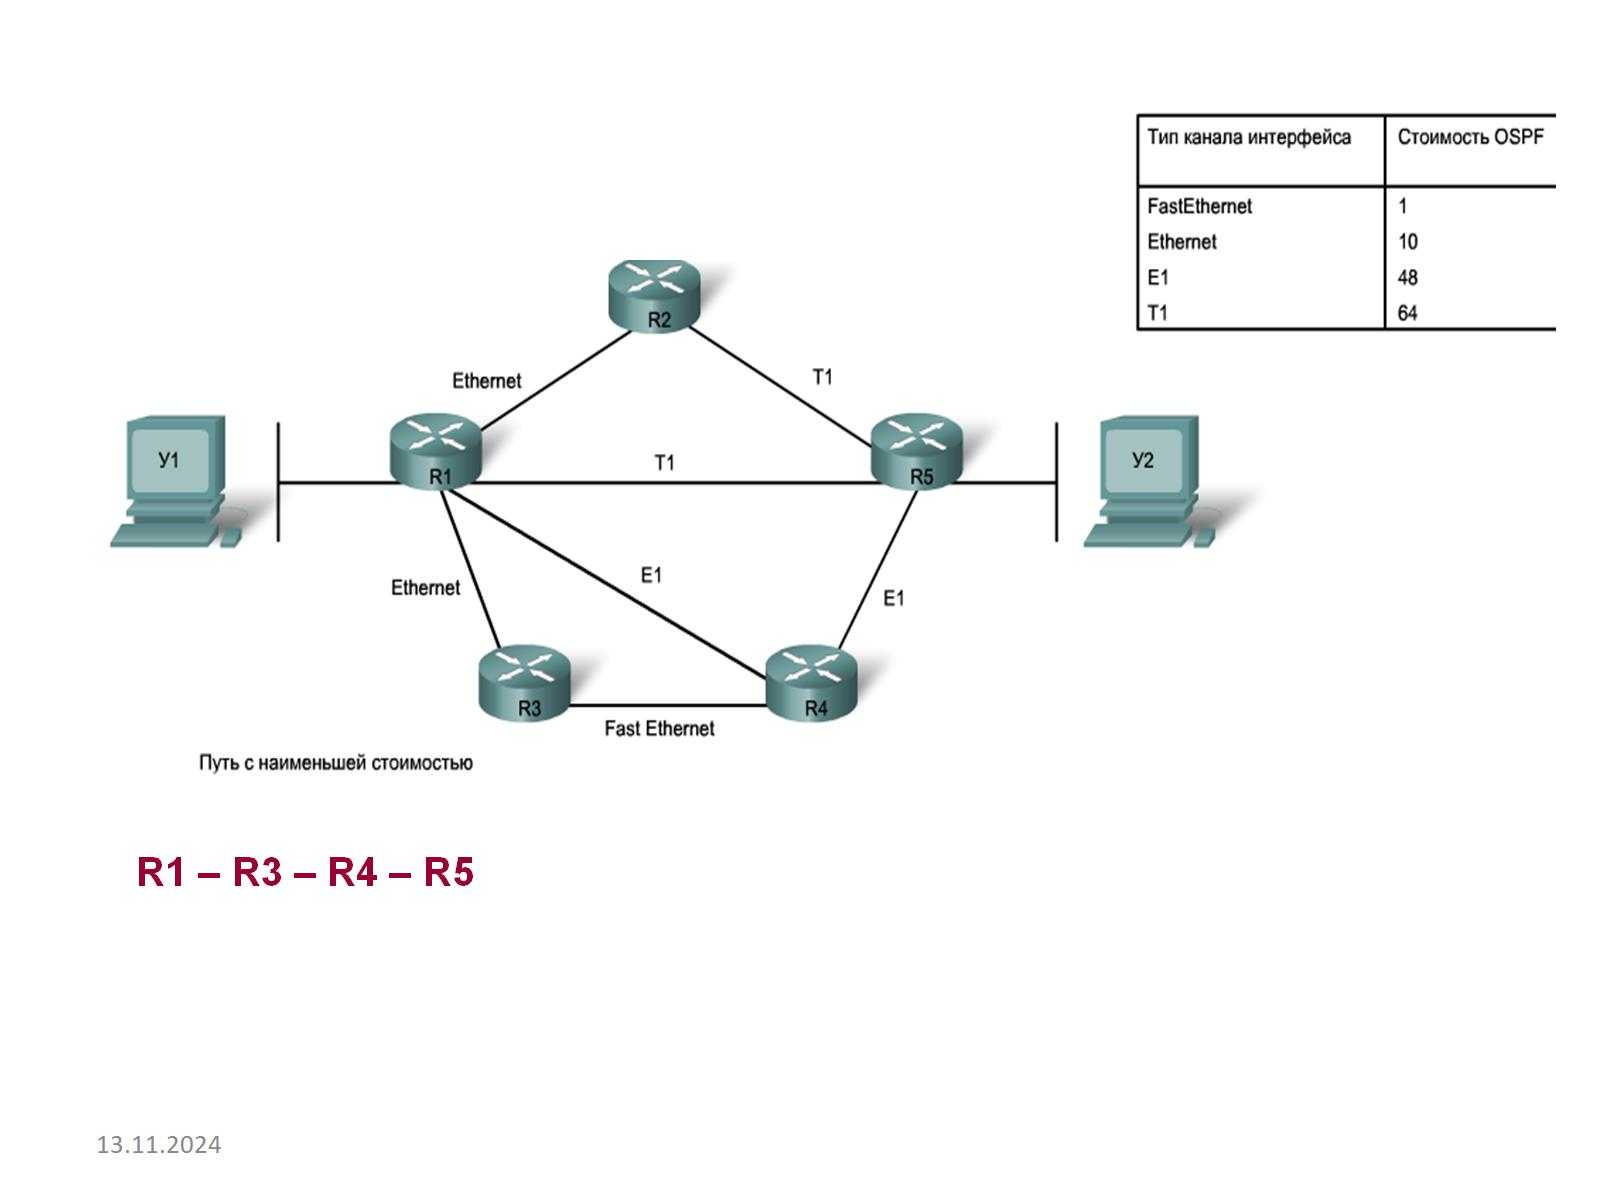 Тип канала интерфейса Стоимость OSPF
FastEthernet 1
Ethernet 10
E1 48
T1 64
R2
Ethernet
T1
У1
R1
T1
R5
У2
Ethernet
E1
E1
R3
R4
Fast Ethernet
Путь с наименьшей стоимостью
R1 – R3 – R4 – R5
13.11.2024